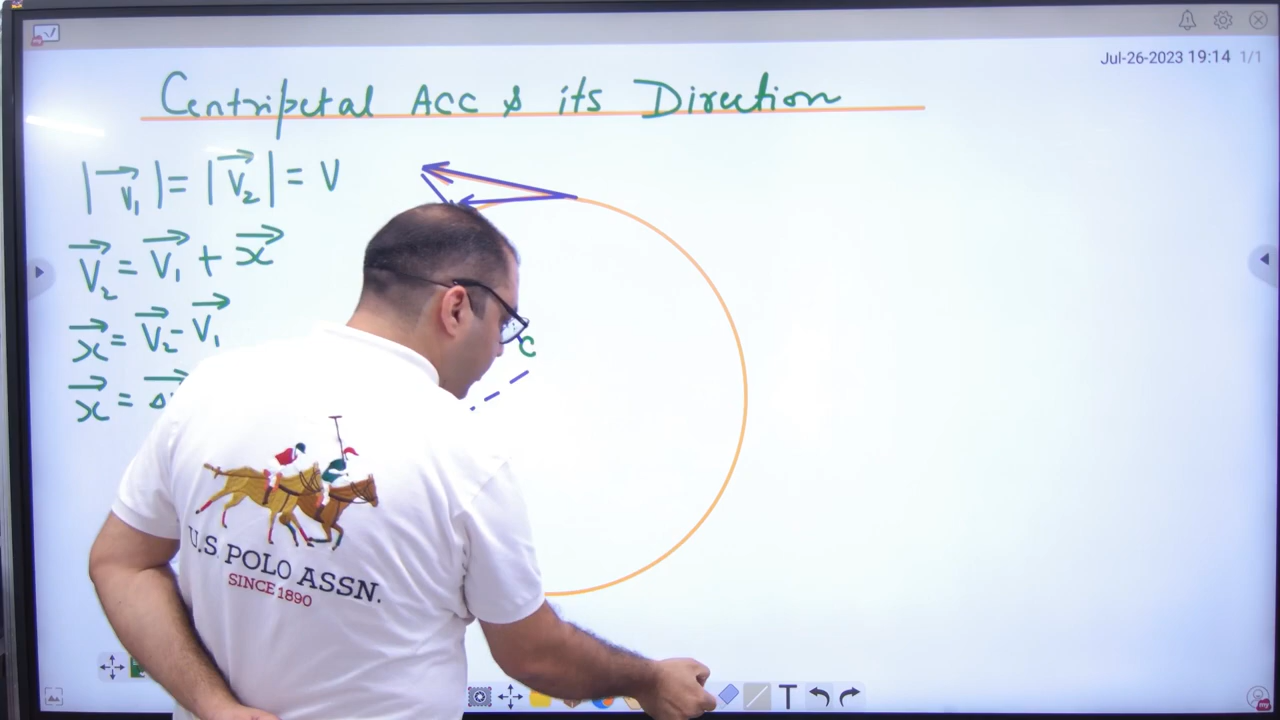 Jul-26-2023 19:14 1/1
Centripetal Acc & its Direction
|v₁| = |v₂| = V
V₂ = V₁ + x
x = V₂ - V₁
x = Δ
C
U.S. POLO ASSN.
SINCE 1890
T
my